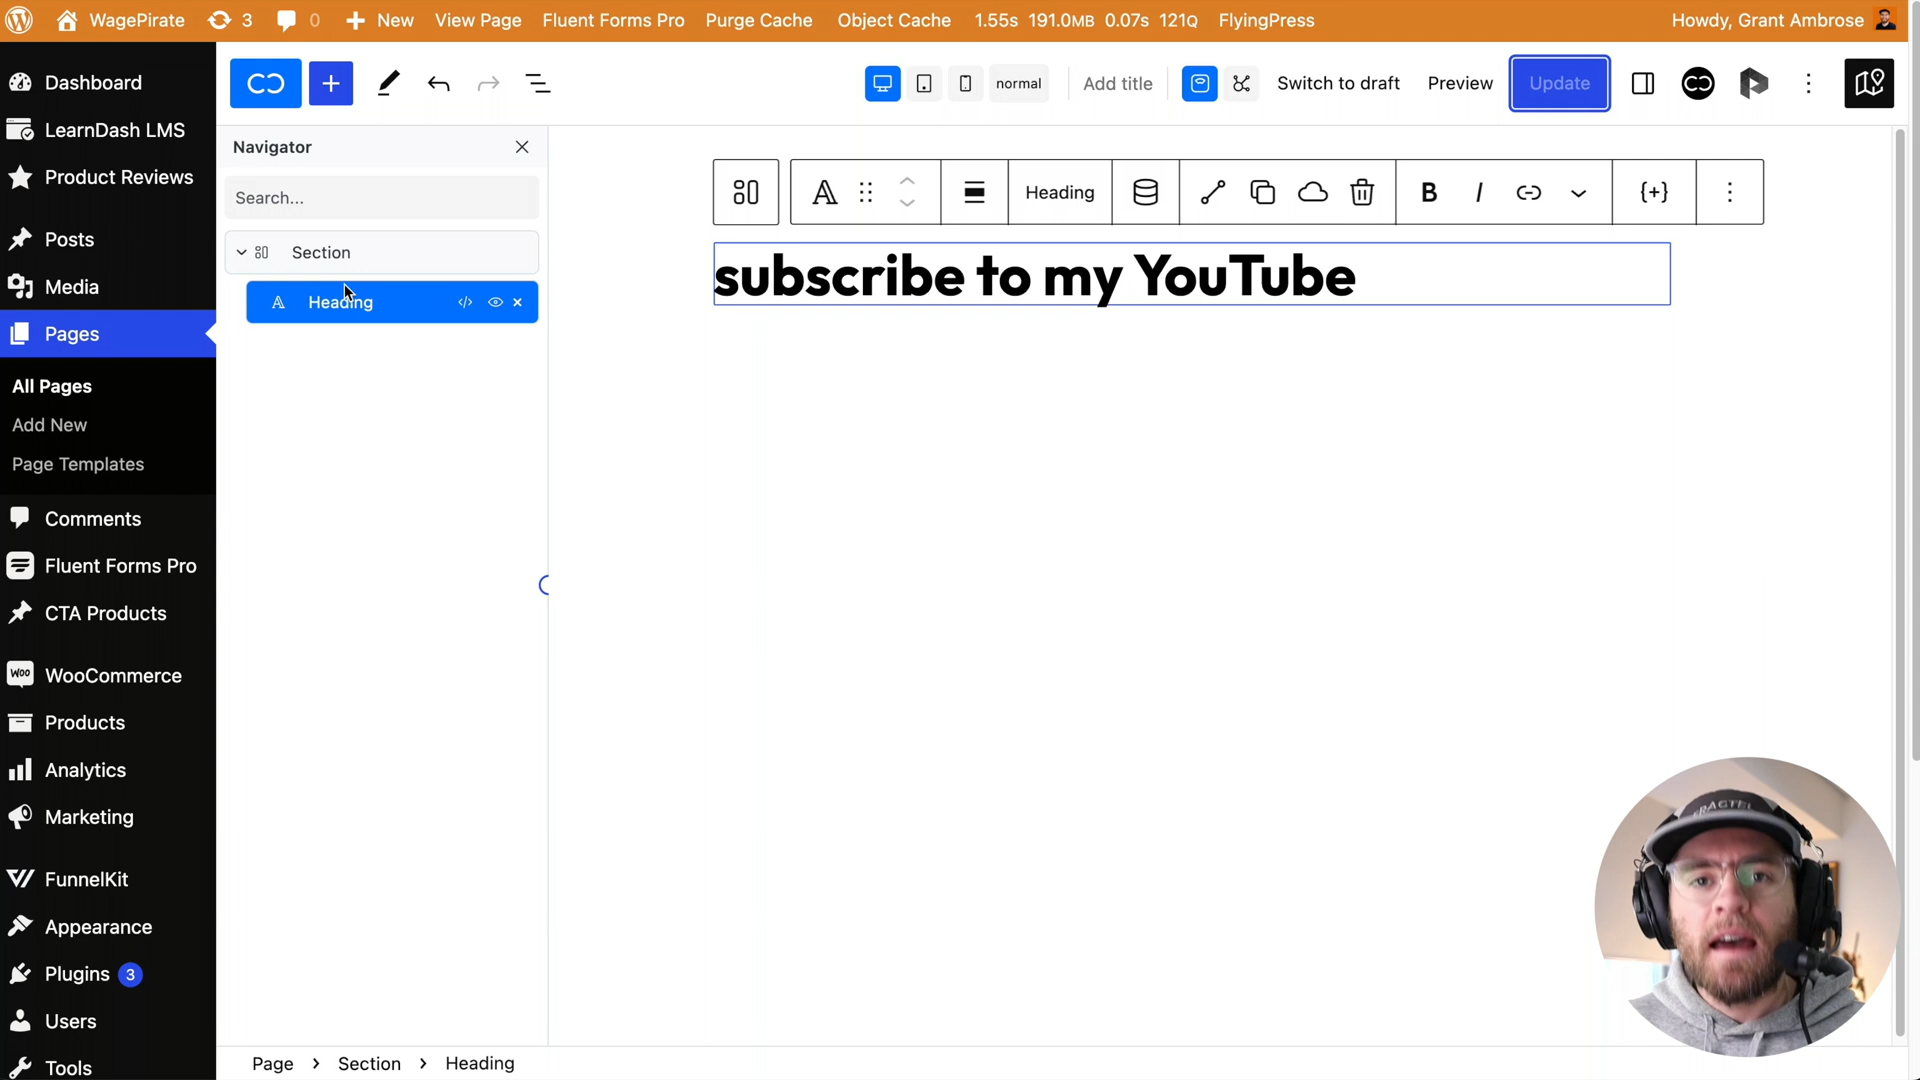 WagePirate 3 0 New View Page Fluent Forms Pro Purge Cache Object Cache 1.55s 191.0MB 0.07s 121Q FlyingPress Howdy, Grant Ambrose
normal Add title Switch to draft Preview Update
Dashboard
LearnDash LMS
Product Reviews
Posts
Media
Pages
All Pages
Add New
Page Templates
Comments
Fluent Forms Pro
CTA Products
WooCommerce
Products
Analytics
Marketing
FunnelKit
Appearance
Plugins 3
Users
Tools
Navigator
Search...
Section
Heading
Heading
subscribe to my YouTube
Page > Section > Heading